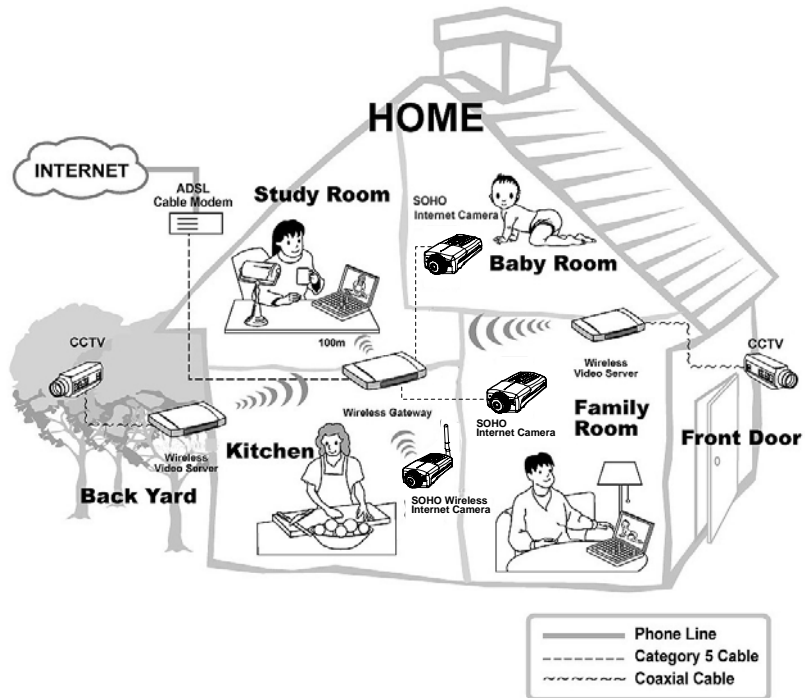 HOME
INTERNET
ADSL
Cable Modem
Study Room
SOHO
Internet Camera
Baby Room
100m
CCTV
Wireless
Video Server
CCTV
Wireless Gateway
SOHO
Internet Camera
Family
Room
Front Door
Kitchen
Wireless
Video Server
Back Yard
SOHO Wireless
Internet Camera
Phone Line
Category 5 Cable
Coaxial Cable